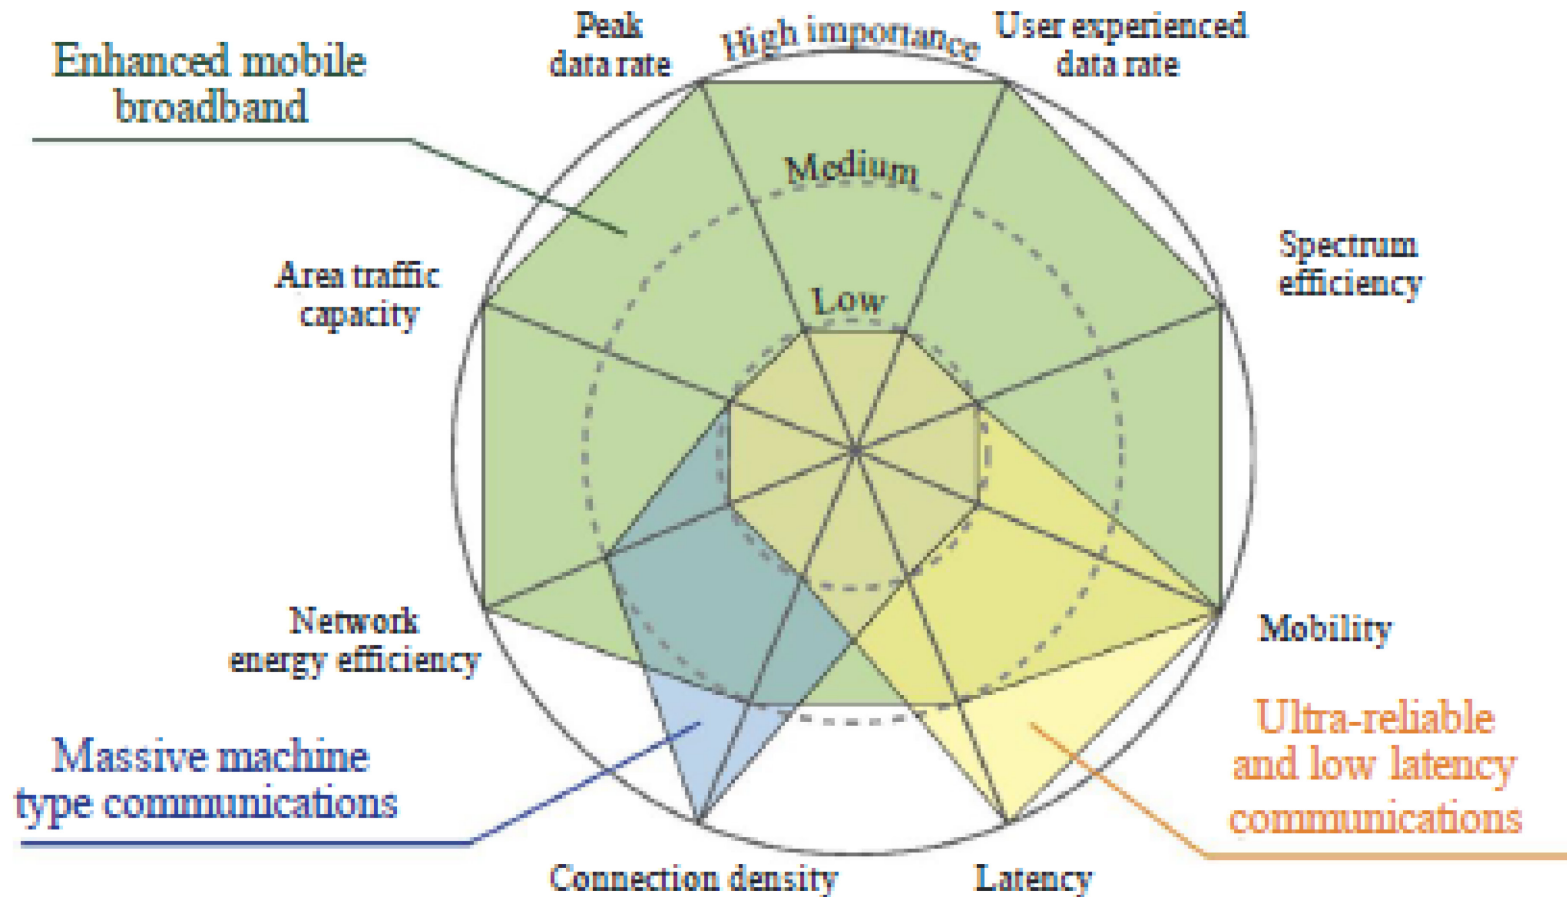 Peak
data rate
High importance
User experienced
data rate
Enhanced mobile
broadband
Medium
Spectrum
efficiency
Area traffic
capacity
Low
Network
energy efficiency
Mobility
Massive machine
type communications
Ultra-reliable
and low latency
communications
Connection density
Latency